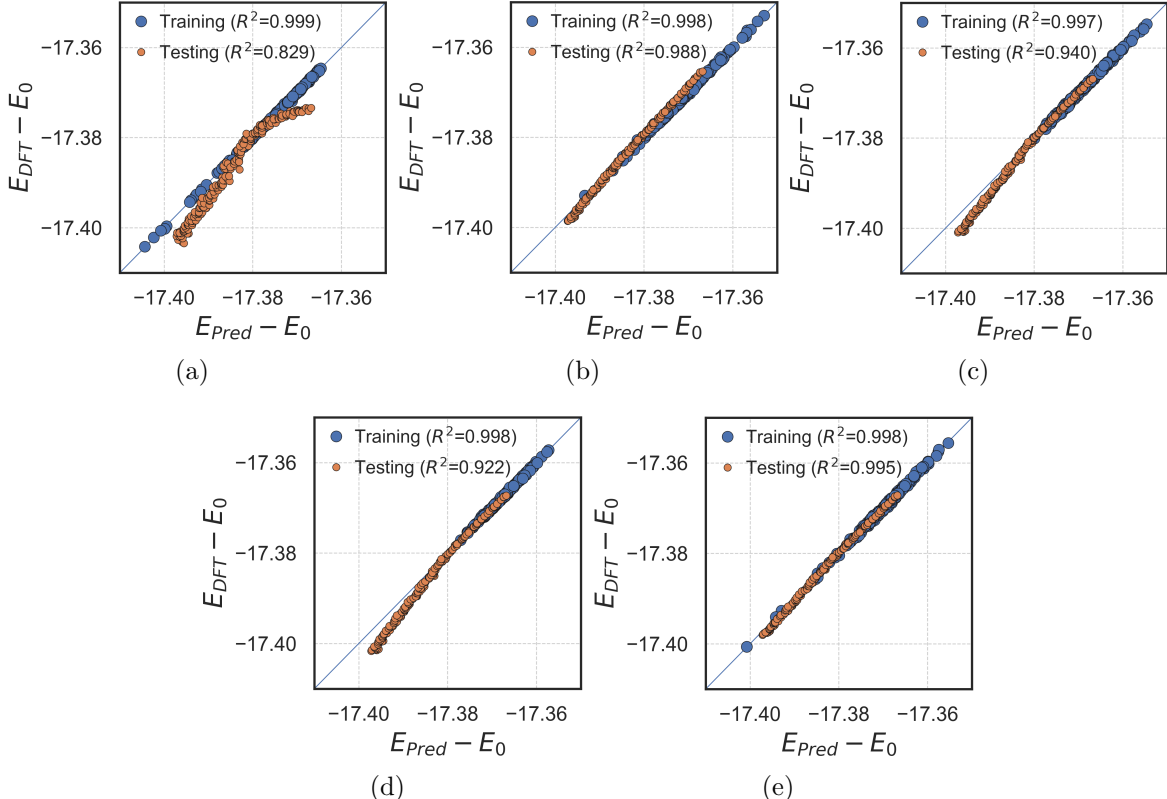 Training (R²=0.999)
Testing (R²=0.829)
−17.36
−17.38
−17.40
E_DFT − E_0
−17.40 −17.38 −17.36
E_Pred − E_0
(a)
Training (R²=0.998)
Testing (R²=0.988)
−17.36
−17.38
−17.40
E_DFT − E_0
−17.40 −17.38 −17.36
E_Pred − E_0
(b)
Training (R²=0.997)
Testing (R²=0.940)
−17.36
−17.38
−17.40
E_DFT − E_0
−17.40 −17.38 −17.36
E_Pred − E_0
(c)
Training (R²=0.998)
Testing (R²=0.922)
−17.36
−17.38
−17.40
E_DFT − E_0
−17.40 −17.38 −17.36
E_Pred − E_0
(d)
Training (R²=0.998)
Testing (R²=0.995)
−17.36
−17.38
−17.40
E_DFT − E_0
−17.40 −17.38 −17.36
E_Pred − E_0
(e)